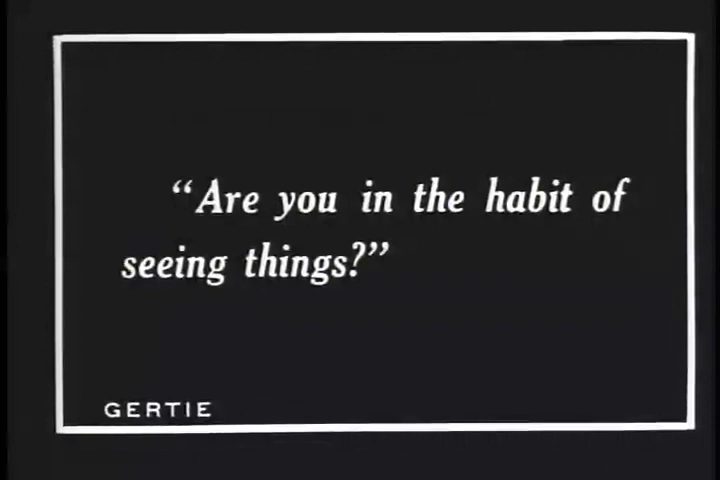 “Are you in the habit of
seeing things?”
GERTIE